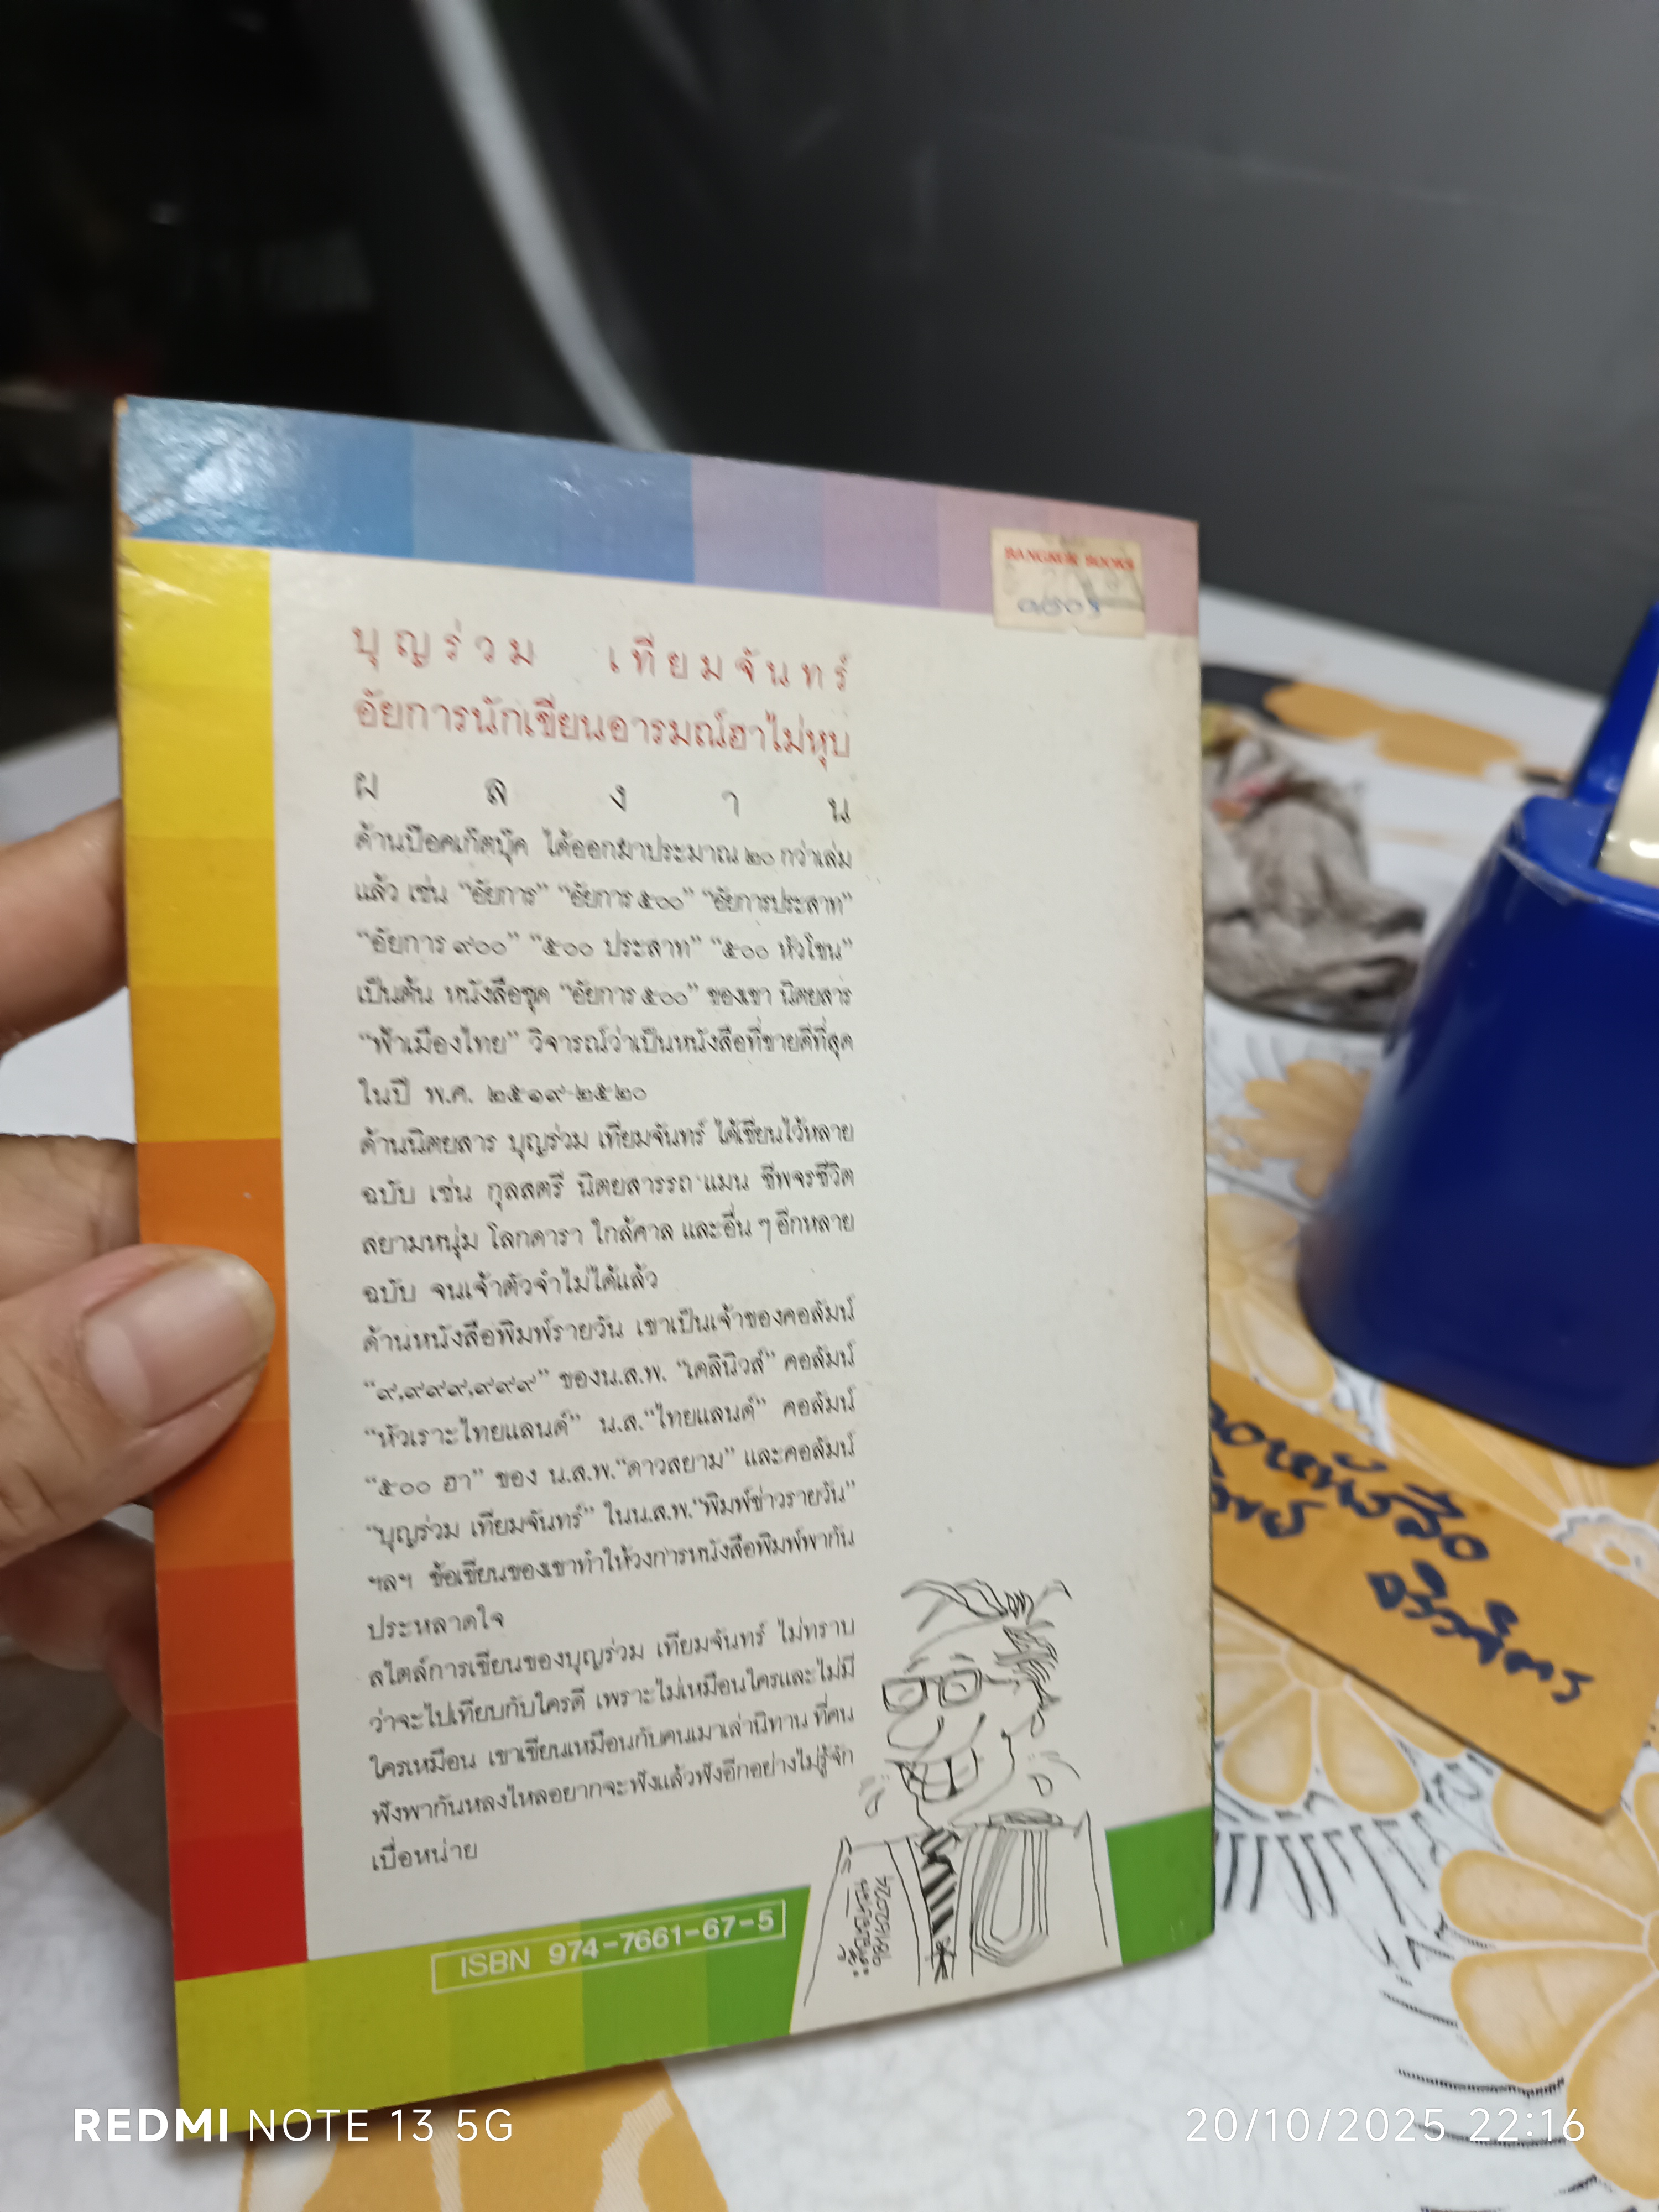 BANGKOK BOOKS
บุญร่วม เทียมจันทร์
อัยการนักเขียนอารมณ์ฮาไม่หุบ
ผลงาน
ด้านป๊อคเก๊ตบุ๊ค ได้ออกมาประมาณ ๒๐ กว่าเล่ม
แล้ว เช่น “อัยการ” “อัยการ ๕๐๐” “อัยการประสาท”
“อัยการ ๙๐๐” “๕๐๐ ประสาท” “๕๐๐ หัวโขน”
เป็นต้น หนังสือชุด “อัยการ ๕๐๐” ของเขา นิตยสาร
“ฟ้าเมืองไทย” วิจารณ์ว่าเป็นหนังสือที่ขายดีที่สุด
ในปี พ.ศ. ๒๕๑๙-๒๕๒๐
ด้านนิตยสาร บุญร่วม เทียมจันทร์ ได้เขียนไว้หลาย
ฉบับ เช่น กุลสตรี นิตยสารรถ แมน ชีพจรชีวิต
สยามหนุ่ม โลกดารา ใกล้ศาล และอื่น ๆ อีกหลาย
ฉบับ จนเจ้าตัวจำไม่ได้แล้ว
ด้านหนังสือพิมพ์รายวัน เขาเป็นเจ้าของคอลัมน์
“๙,๙๙๙,๙๙๙” ของน.ส.พ. “เดลินิวส์” คอลัมน์
“หัวเราะไทยแลนด์” น.ส.“ไทยแลนด์” คอลัมน์
“๕๐๐ ฮา” ของ น.ส.พ.“ดาวสยาม” และคอลัมน์
“บุญร่วม เทียมจันทร์” ในน.ส.พ.“พิมพ์ข่าวรายวัน”
ฯลฯ ข้อเขียนของเขาทำให้วงการหนังสือพิมพ์พากัน
ประหลาดใจ
สไตล์การเขียนของบุญร่วม เทียมจันทร์ ไม่ทราบ
ว่าจะไปเทียบกับใครดี เพราะไม่เหมือนใครและไม่มี
ใครเหมือน เขาเขียนเหมือนกับคนเมาเล่านิทาน ที่คน
ฟังพากันหลงใหลอยากจะฟังแล้วฟังอีกอย่างไม่รู้จัก
เบื่อหน่าย
ISBN 974-7661-67-5
REDMI NOTE 13 5G
20/10/2025 22:16